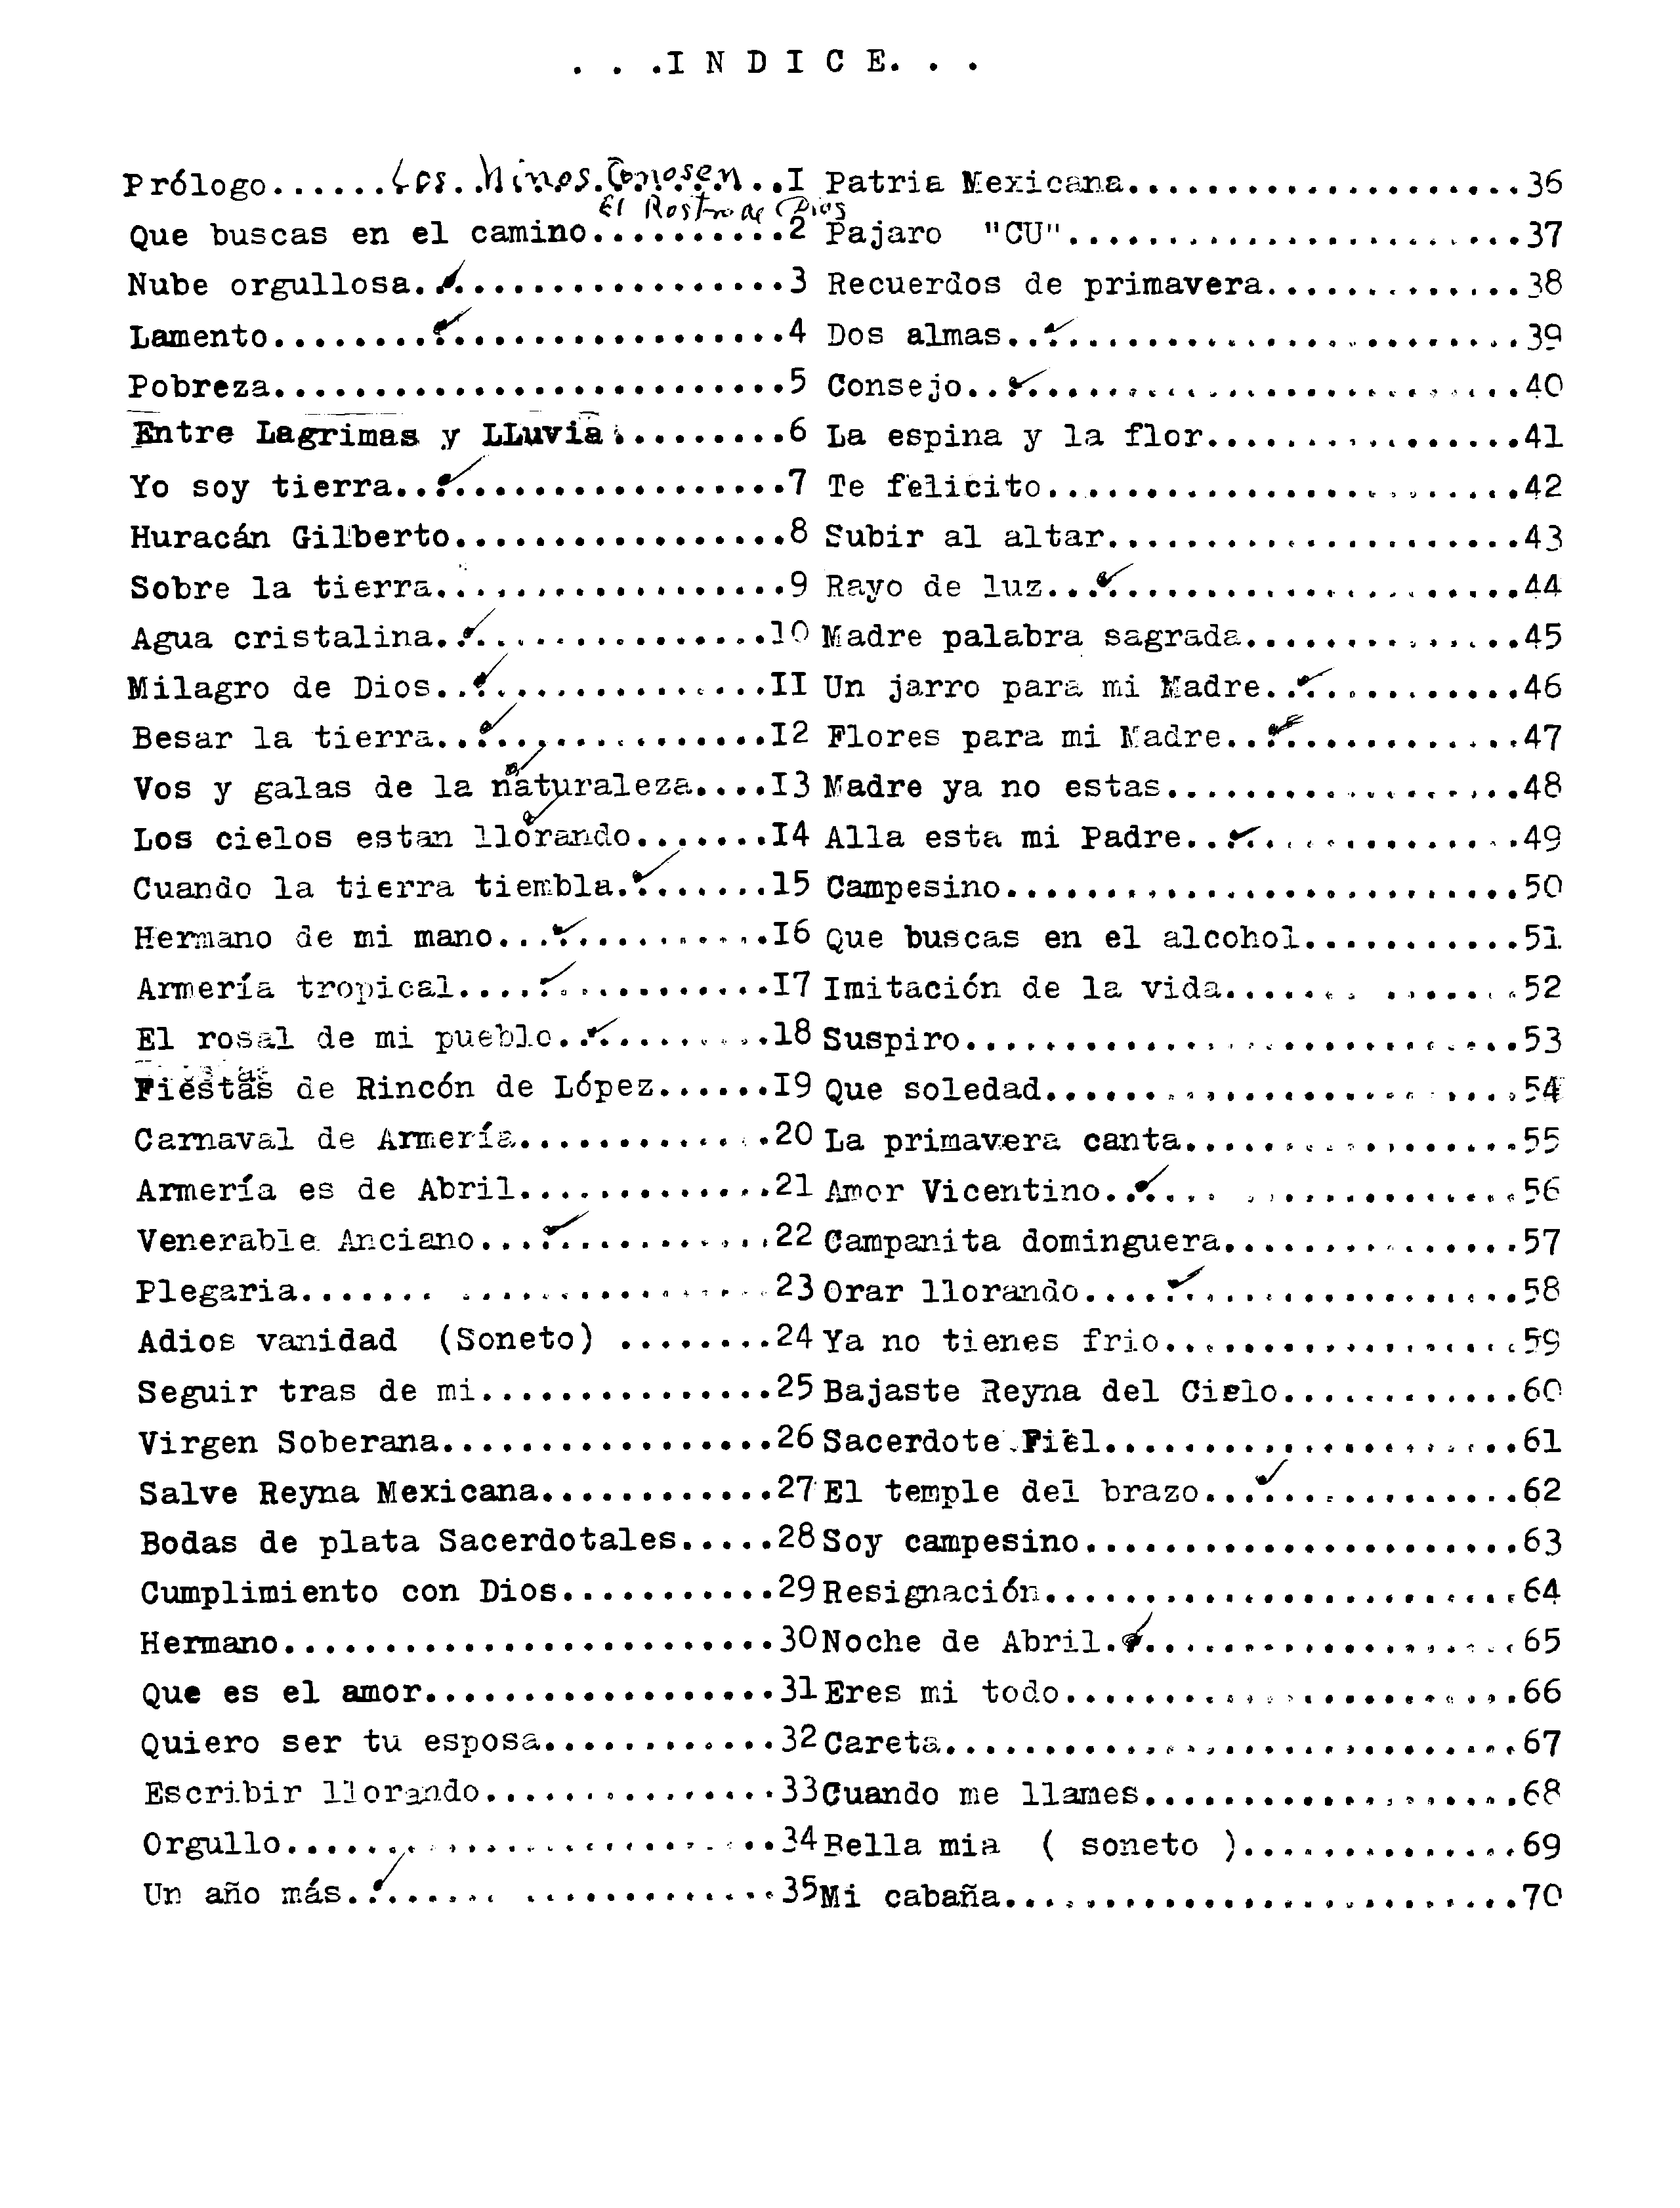 . . .I N D I C E. . .
Prólogo......Los Niños Conosen...I
El Rostro de Dios
Que buscas en el camino..........2
Nube orgullosa...................3
Lamento..........................4
Pobreza..........................5
Entre Lagrimas y LLuvia.........6
Yo soy tierra....................7
Huracán Gilberto.................8
Sobre la tierra..................9
Agua cristalina.................10
Milagro de Dios.................II
Besar la tierra.................I2
Vos y galas de la naturaleza....I3
Los cielos estan llorando.......I4
Cuando la tierra tiembla........15
Hermano de mi mano..............I6
Armería tropical................I7
El rosal de mi pueblo...........18
Fiestas de Rincón de López......I9
Carnaval de Armería.............20
Armería es de Abril.............21
Venerable Anciano...............22
Plegaria....... ................23
Adios vanidad (Soneto) ........24
Seguir tras de mi...............25
Virgen Soberana.................26
Salve Reyna Mexicana............27
Bodas de plata Sacerdotales.....28
Cumplimiento con Dios...........29
Hermano.........................30
Que es el amor..................31
Quiero ser tu esposa............32
Escribir llorando...............33
Orgullo.........................34
Un año más........ .............35
Patria Mexicana....................36
Pajaro "CU".......................37
Recuerdos de primavera.............38
Dos almas..........................39
Consejo............................40
La espina y la flor................41
Te felicito........................42
Subir al altar.....................43
Rayo de luz........................44
Madre palabra sagrada..............45
Un jarro para mi Madre.............46
Flores para mi Madre...............47
Madre ya no estas..................48
Alla esta mi Padre.................49
Campesino..........................50
Que buscas en el alcohol...........51
Imitación de la vida....... .......52
Suspiro............................53
Que soledad........................54
La primavera canta.................55
Amor Vicentino...... ..............56
Campanita dominguera...............57
Orar llorando......................58
Ya no tienes frio..................59
Bajaste Reyna del Cielo............60
Sacerdote Fiel.....................61
El temple del brazo................62
Soy campesino......................63
Resignación........................64
Noche de Abril.....................65
Eres mi todo.......................66
Careta.............................67
Cuando me llames...................68
Bella mia ( soneto )..............69
Mi cabaña..........................70